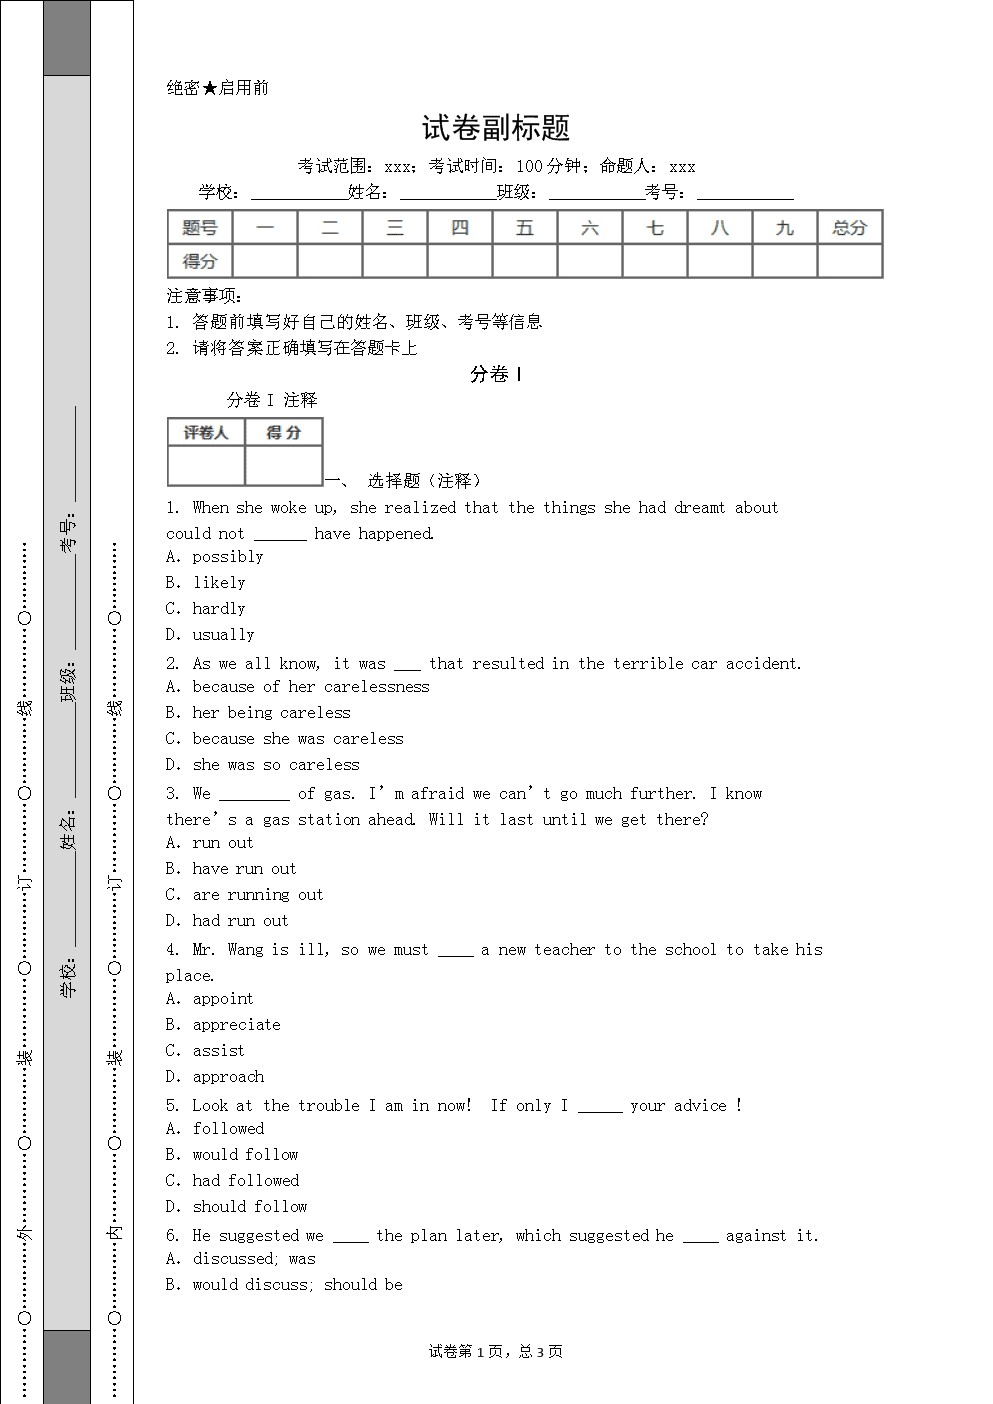 绝密★启用前
试卷副标题
考试范围：xxx；考试时间：100分钟；命题人：xxx
学校：___________姓名：___________班级：___________考号：___________
题号 一 二 三 四 五 六 七 八 九 总分
得分
注意事项：
1. 答题前填写好自己的姓名、班级、考号等信息
2. 请将答案正确填写在答题卡上
分卷I
分卷 I 注释
评卷人 得 分
一、 选择题（注释）
1. When she woke up, she realized that the things she had dreamt about
could not ______ have happened.
A. possibly
B. likely
C. hardly
D. usually
2. As we all know, it was ___ that resulted in the terrible car accident.
A. because of her carelessness
B. her being careless
C. because she was careless
D. she was so careless
3. We ________ of gas. I’m afraid we can’t go much further. I know
there’s a gas station ahead. Will it last until we get there?
A. run out
B. have run out
C. are running out
D. had run out
4. Mr. Wang is ill, so we must ____ a new teacher to the school to take his
place.
A. appoint
B. appreciate
C. assist
D. approach
5. Look at the trouble I am in now! If only I _____ your advice !
A. followed
B. would follow
C. had followed
D. should follow
6. He suggested we ____ the plan later, which suggested he ____ against it.
A. discussed; was
B. would discuss; should be
试卷第1页，总3页
学校：___________姓名：___________班级：___________考号：___________
…………○…………外…………○…………装…………○…………订…………○…………线…………○…………
…………○…………内…………○…………装…………○…………订…………○…………线…………○…………